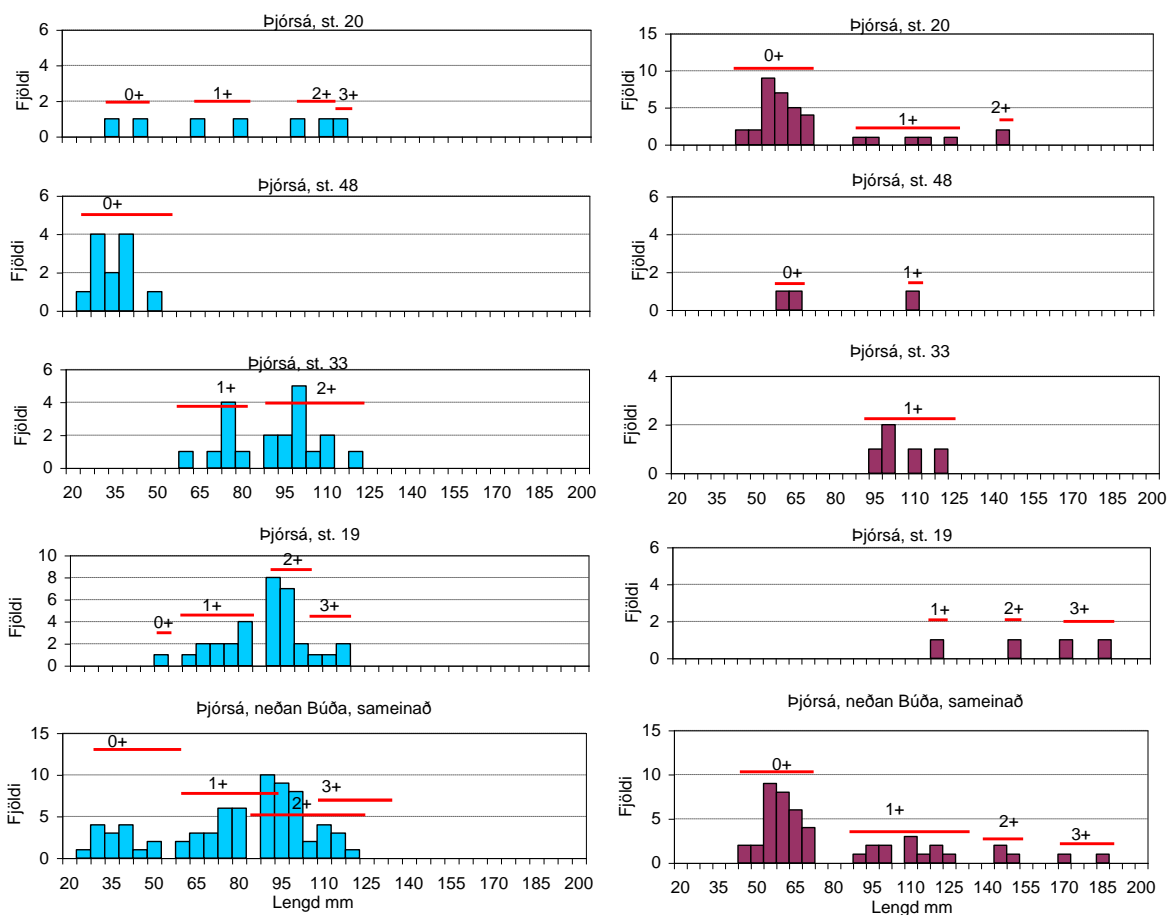 Þjórsá, st. 20
Fjöldi
6
4
2
0
0+
1+
2+
3+
Þjórsá, st. 20
Fjöldi
15
10
5
0
0+
1+
2+
Þjórsá, st. 48
Fjöldi
6
4
2
0
0+
Þjórsá, st. 48
Fjöldi
6
4
2
0
0+
1+
Þjórsá, st. 33
Fjöldi
6
4
2
0
1+
2+
20 35 50 65 80 95 110 125 140 155 170 185 200
Þjórsá, st. 33
Fjöldi
4
2
0
1+
20 35 50 65 80 95 110 125 140 155 170 185 200
Þjórsá, st. 19
Fjöldi
10
8
6
4
2
0
0+
1+
2+
3+
Þjórsá, st. 19
Fjöldi
6
4
2
0
1+
2+
3+
Þjórsá, neðan Búða, sameinað
Fjöldi
15
10
5
0
0+
1+
2+
3+
20 35 50 65 80 95 110 125 140 155 170 185 200
Lengd mm
Þjórsá, neðan Búða, sameinað
Fjöldi
15
10
5
0
0+
1+
2+
3+
20 35 50 65 80 95 110 125 140 155 170 185 200
Lengd mm